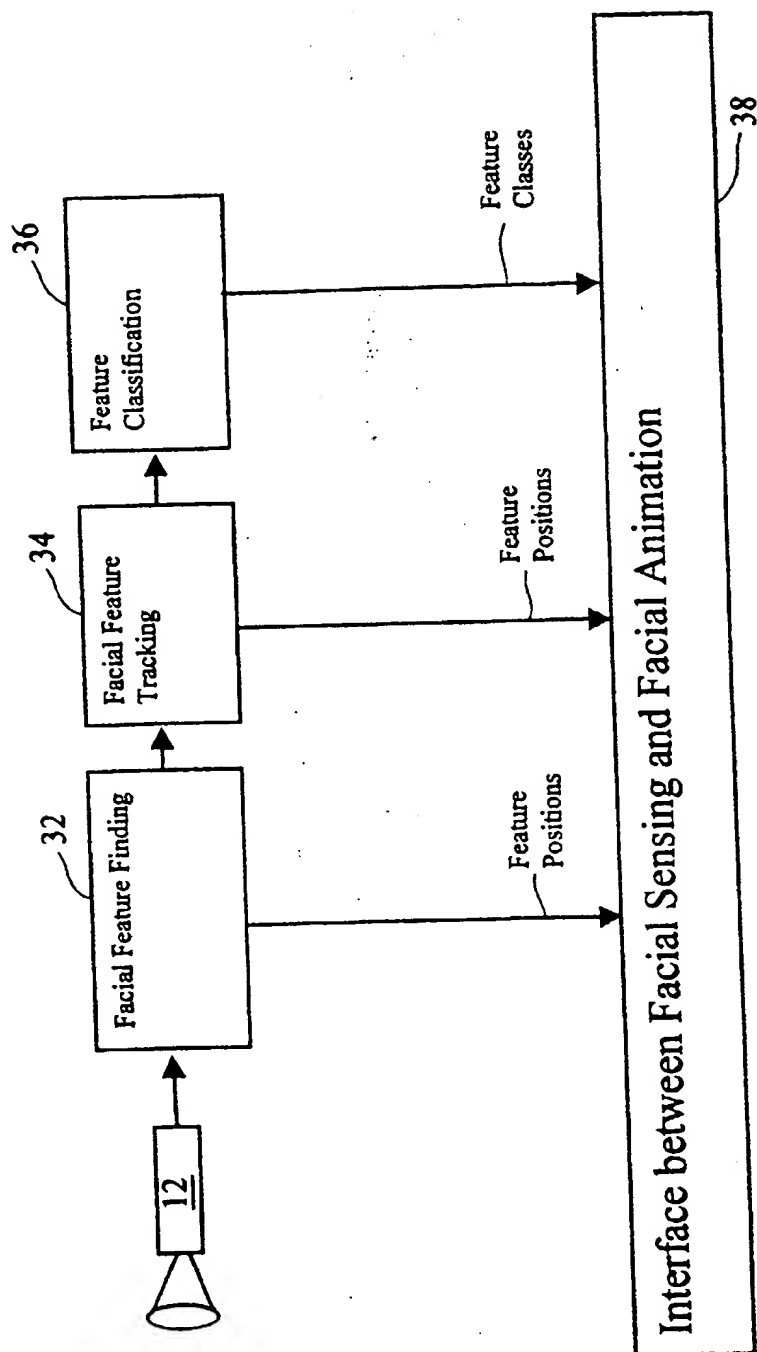 12
32
Facial Feature Finding
34
Facial Feature
Tracking
36
Feature
Classification
Feature
Positions
Feature
Positions
Feature
Classes
Interface between Facial Sensing and Facial Animation
38